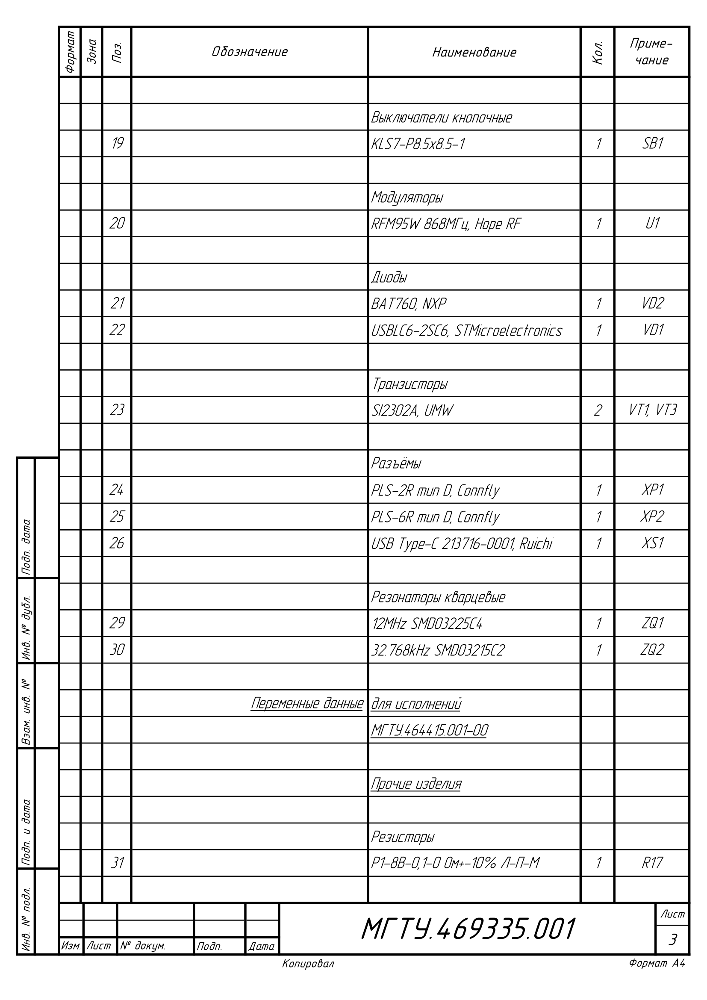 Формат Зона Поз. Обозначение Наименование Кол. Приме-
чание
Выключатели кнопочные
19 KLS7-P8.5x8.5-1 1 SB1
Модуляторы
20 RFM95W 868МГц, Hope RF 1 U1
Диоды
21 BAT760, NXP 1 VD2
22 USBLC6-2SC6, STMicroelectronics 1 VD1
Транзисторы
23 SI2302A, UMW 2 VT1, VT3
Разъёмы
24 PLS-2R тип D, Connfly 1 XP1
25 PLS-6R тип D, Connfly 1 XP2
26 USB Type-C 213716-0001, Ruichi 1 XS1
Резонаторы кварцевые
29 12MHz SMD03225C4 1 ZQ1
30 32.768kHz SMD03215C2 1 ZQ2
Переменные данные для исполнений
МГТУ.464415.001-00
Прочие изделия
Резисторы
31 Р1-8В-0,1-0 Ом+-10% Л-П-М 1 R17
Подп. дата
Инв. № дубл.
Взам. инв. №
Подп. и дата
Инв. № подл.
Изм. Лист № докум. Подп. Дата
МГТУ.469335.001
Лист
3
Копировал Формат А4